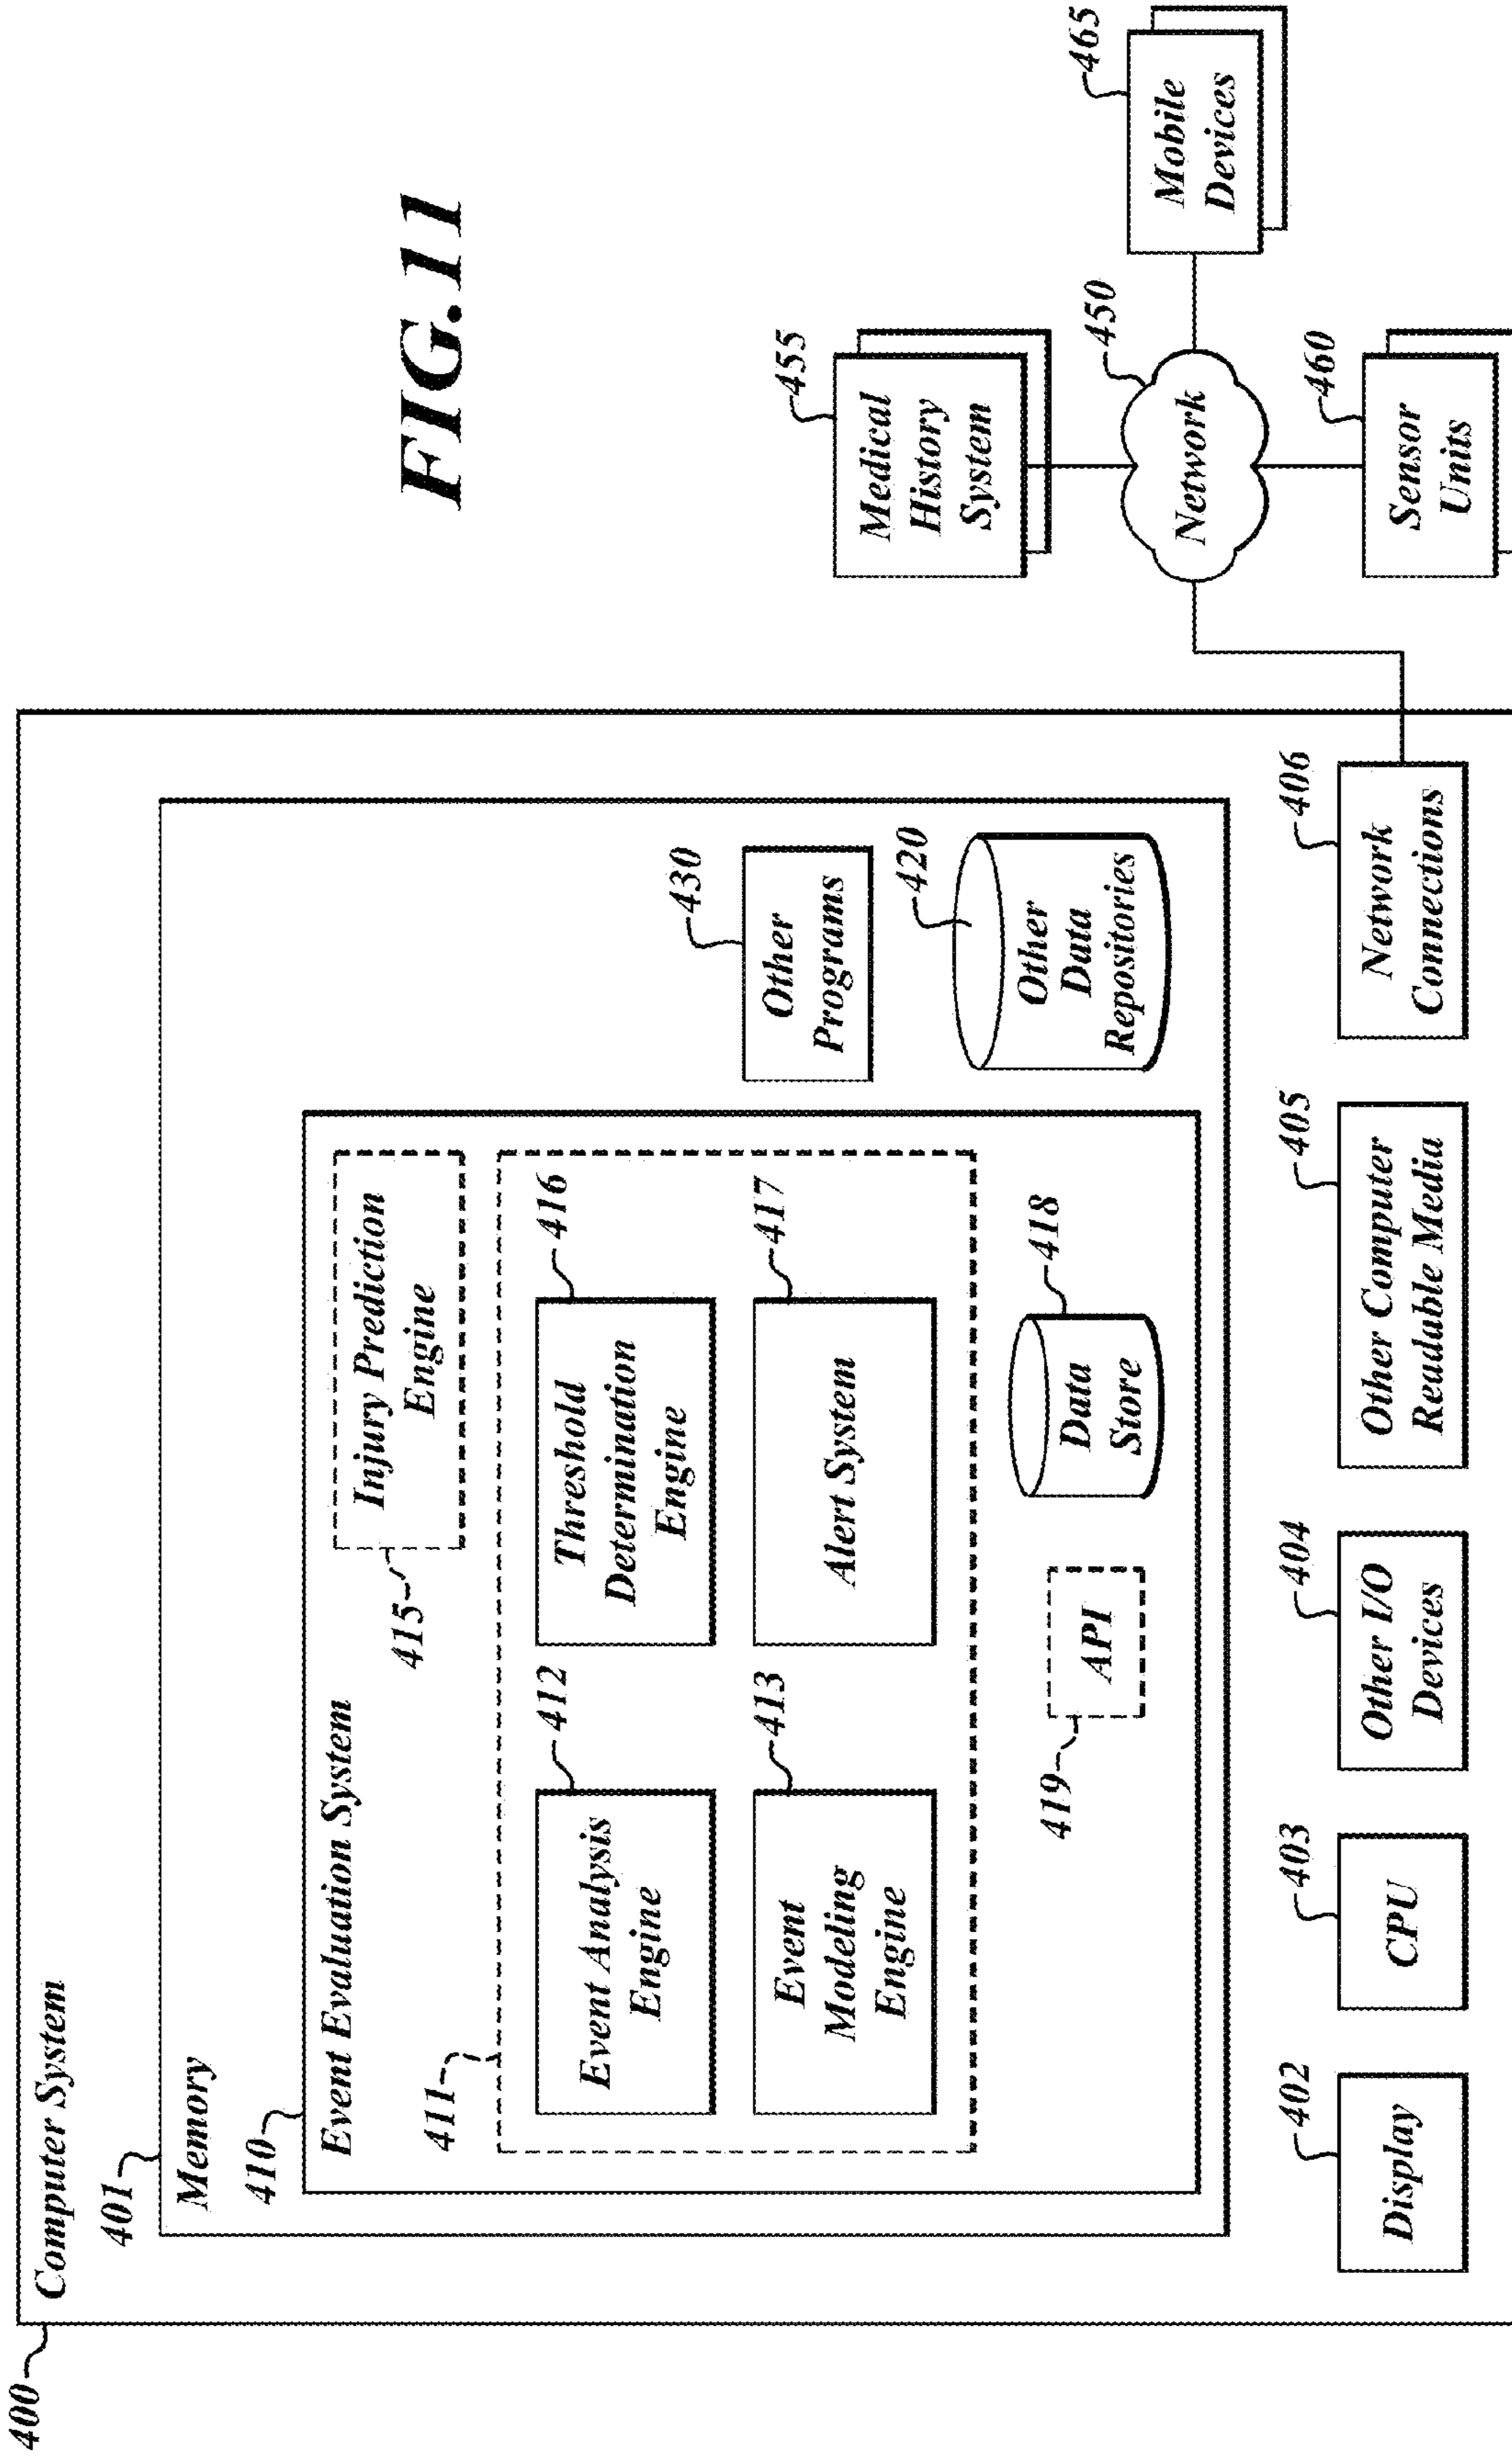 400
Computer System
401
Memory
410
Event Evaluation System
415
Injury Prediction
Engine
411
412
Event Analysis
Engine
416
Threshold
Determination
Engine
413
Event
Modeling
Engine
417
Alert System
419
API
418
Data
Store
430
Other
Programs
420
Other
Data
Repositories
402
Display
403
CPU
404
Other I/O
Devices
405
Other Computer
Readable Media
406
Network
Connections
FIG.11
455
Medical
History
System
450
Network
465
Mobile
Devices
460
Sensor
Units